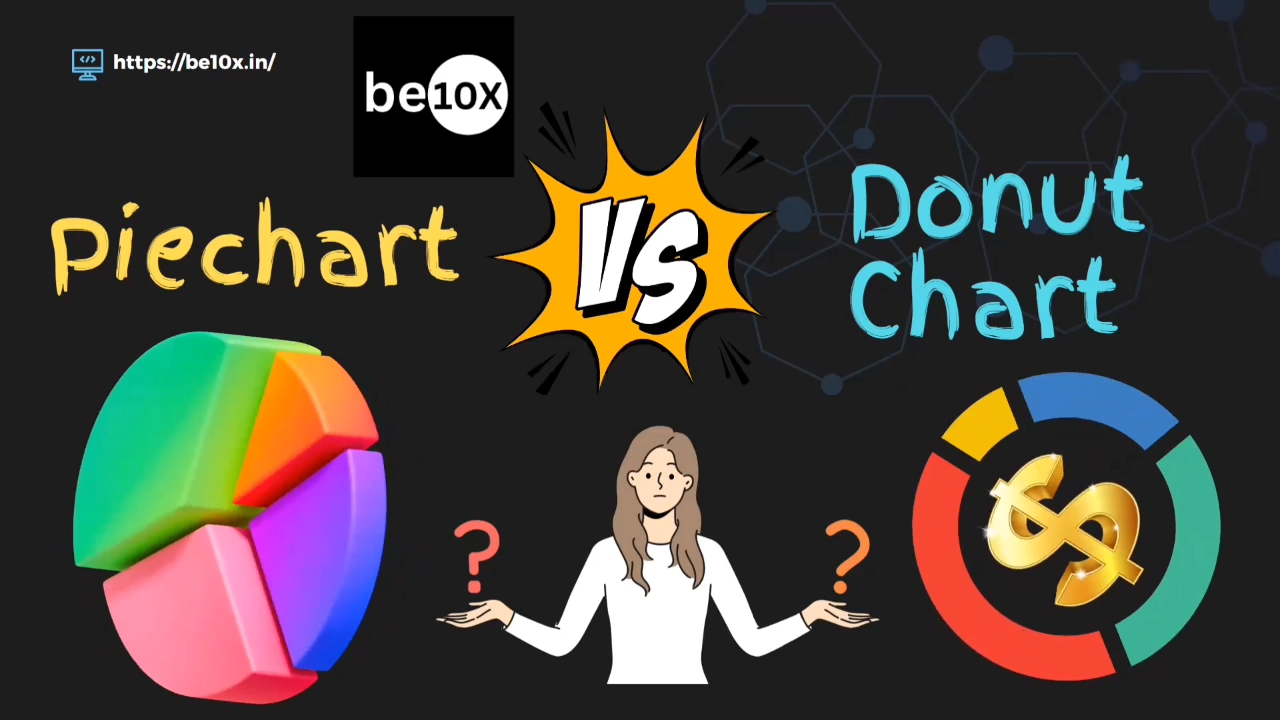 https://be10x.in/
be10X
Piechart
VS
Donut
Chart
?
?
$